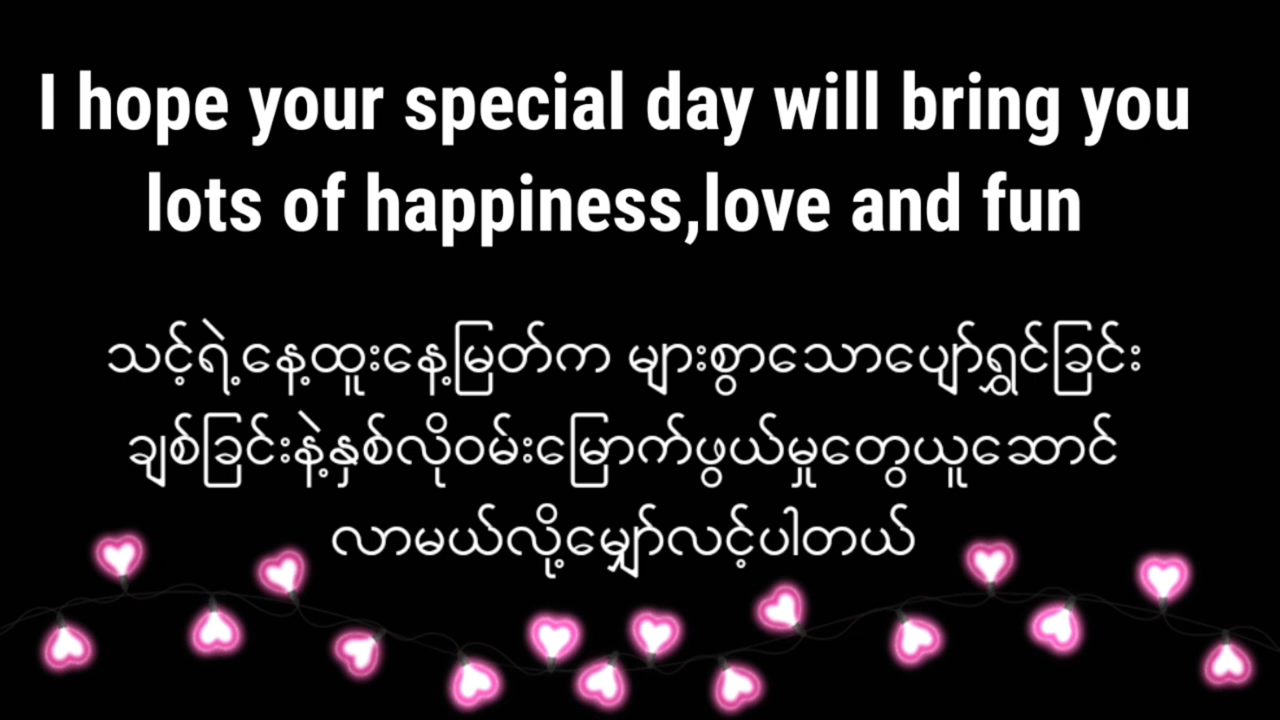 I hope your special day will bring you
lots of happiness,love and fun
သင့်ရဲ့နေ့ထူးနေ့မြတ်က များစွာသောပျော်ရွှင်ခြင်း
ချစ်ခြင်းနဲ့နှစ်လိုဝမ်းမြောက်ဖွယ်မှုတွေယူဆောင်
လာမယ်လို့မျှော်လင့်ပါတယ်